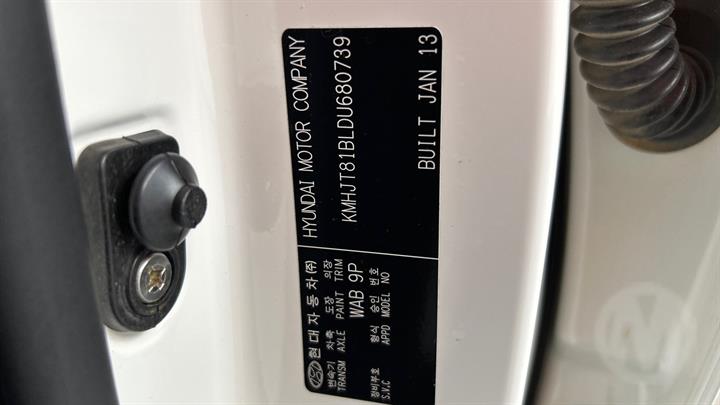 현대자동차(주) HYUNDAI MOTOR COMPANY
변속기 차축 도장 의장
TRANSM AXLE PAINT TRIM
WAB 9P
KMHJT81BLDU680739
형식 승인 번호
APPD MODEL NO
정비부호
S.V.C
BUILT JAN 13